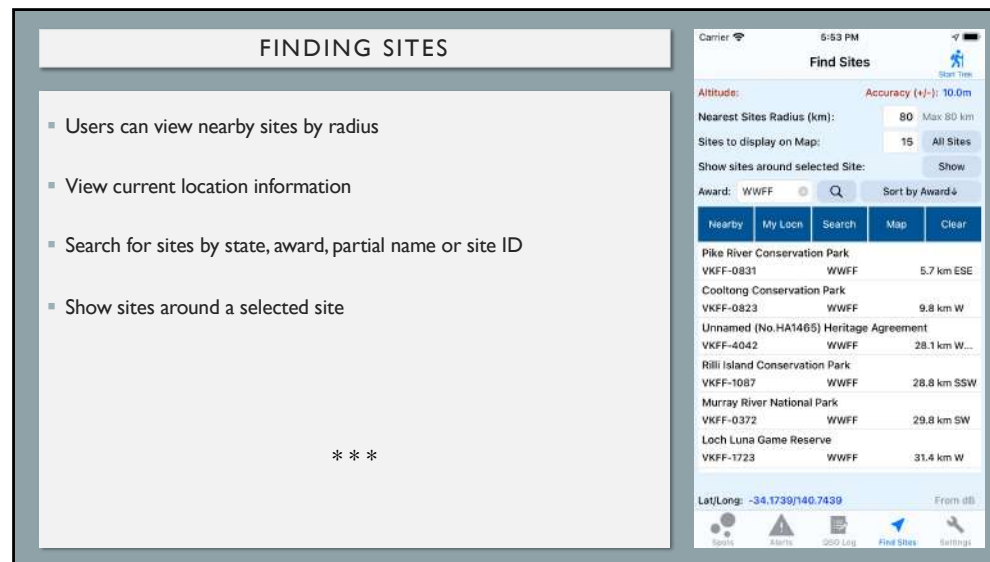 FINDING SITES
Users can view nearby sites by radius
View current location information
Search for sites by state, award, partial name or site ID
Show sites around a selected site
* * *
Carrier 5:53 PM
Find Sites
Start Trek
Altitude: Accuracy (+/-): 10.0m
Nearest Sites Radius (km): 80 Max 80 km
Sites to display on Map: 15 All Sites
Show sites around selected Site: Show
Award: WWFF Sort by Award↓
Nearby My Locn Search Map Clear
Pike River Conservation Park
VKFF-0831 WWFF 5.7 km ESE
Cooltong Conservation Park
VKFF-0823 WWFF 9.8 km W
Unnamed (No.HA1465) Heritage Agreement
VKFF-4042 WWFF 28.1 km W...
Rilli Island Conservation Park
VKFF-1087 WWFF 28.8 km SSW
Murray River National Park
VKFF-0372 WWFF 29.8 km SW
Loch Luna Game Reserve
VKFF-1723 WWFF 31.4 km W
Lat/Long: -34.1739/140.7439 From dB
Spots Alerts QSO Log Find Sites Settings